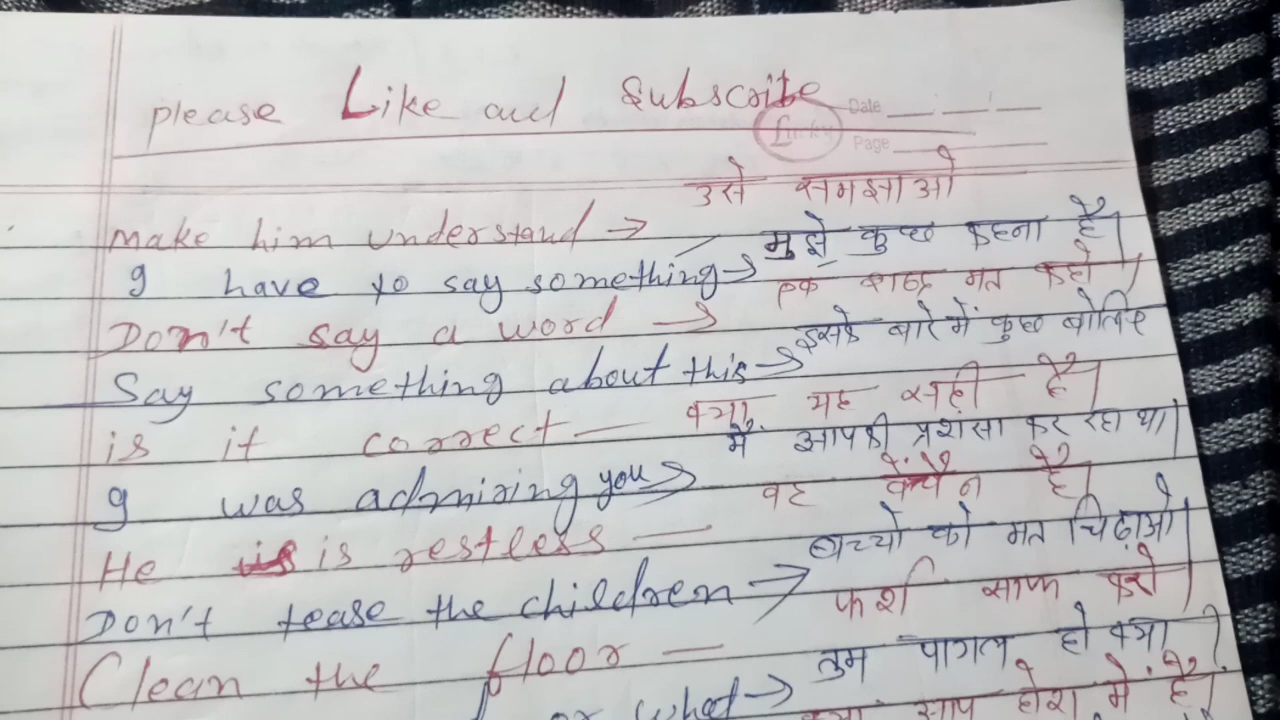 please Like and Subscribe
Lucky Date
Page
Make him understand → उसे समझाओ
I have to say something → मुझे कुछ कहना है।
Don't say a word → एक शब्द मत कहो।
Say something about this → इसके बारे में कुछ बोलिए
is it correct — क्या यह सही है।
I was admiring you → मैं आपकी प्रशसा कर रहा था।
He is restless — वह बेचैन है।
Don't tease the children → बच्चो को मत चिढ़ाओ।
Clean the floor — फर्श साफ करो।
or what → तुम पागल हो क्या।
आप होश में हैं।